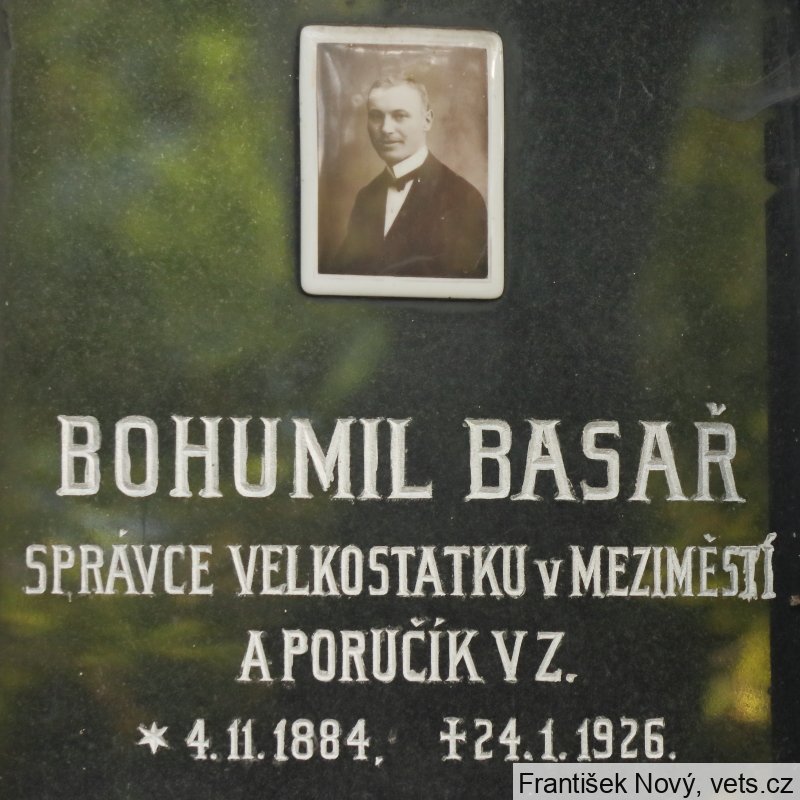 BOHUMIL BASAŘ
SPRÁVCE VELKOSTATKU v MEZIMĚSTÍ
A PORUČÍK V Z.
* 4.11.1884, ✝24.1.1926.
František Nový, vets.cz